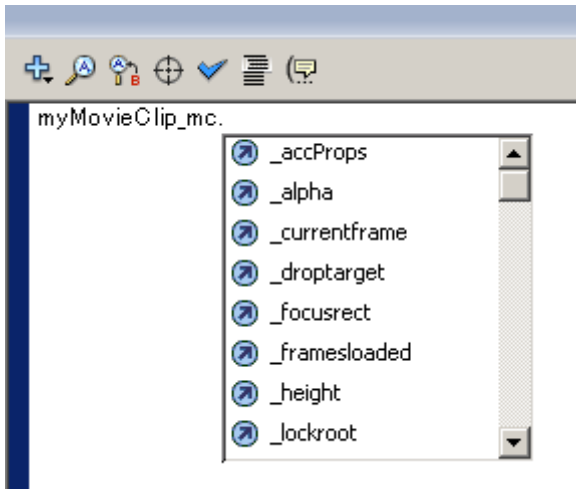 myMovieClip_mc.
_accProps
_alpha
_currentframe
_droptarget
_focusrect
_framesloaded
_height
_lockroot